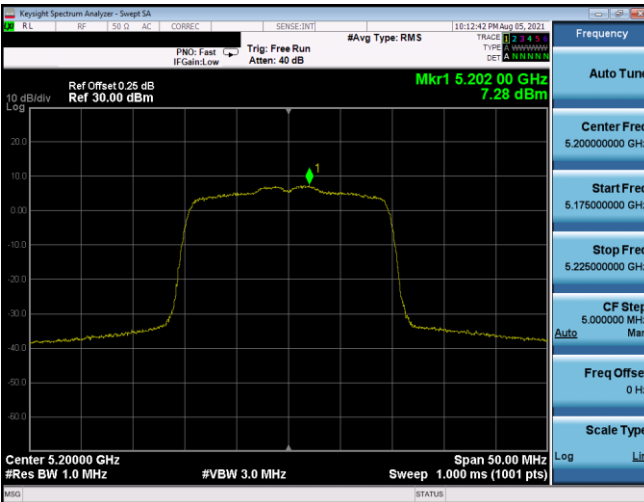 Keysight Spectrum Analyzer - Swept SA
RL RF 50 Ω AC CORREC SENSE:INT 10:12:42 PM Aug 05, 2021
#Avg Type: RMS
TRACE 1 2 3 4 5 6
TYPE A WWWWW
DET A N N N N N
PNO: Fast
IFGain:Low
Trig: Free Run
Atten: 40 dB
Ref Offset 0.25 dB
Ref 30.00 dBm
10 dB/div
Log
Mkr1 5.202 00 GHz
7.28 dBm
1
20.0
10.0
0.00
-10.0
-20.0
-30.0
-40.0
-50.0
-60.0
Center 5.20000 GHz
#Res BW 1.0 MHz
#VBW 3.0 MHz
Span 50.00 MHz
Sweep 1.000 ms (1001 pts)
MSG
STATUS
Frequency
Auto Tune
Center Freq
5.200000000 GHz
Start Freq
5.175000000 GHz
Stop Freq
5.225000000 GHz
CF Step
5.000000 MHz
Auto Man
Freq Offset
0 Hz
Scale Type
Log Lin